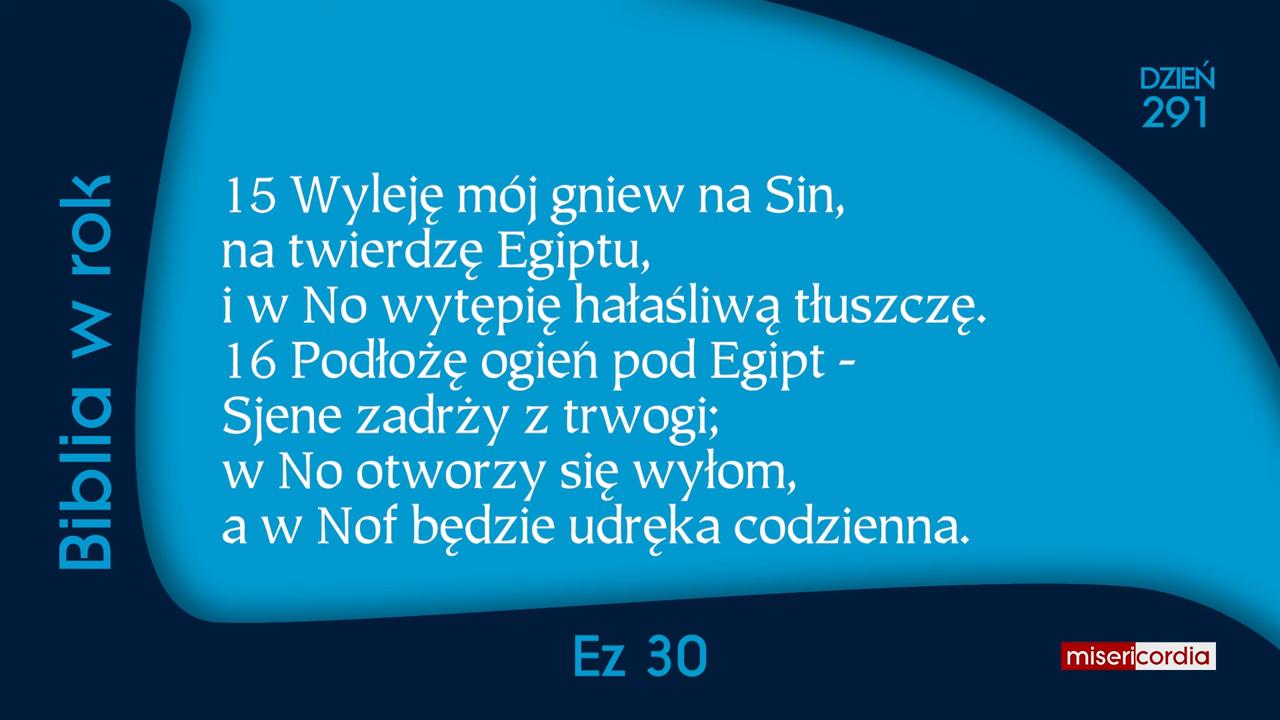 DZIEŃ
291
Biblia w rok
15 Wyleję mój gniew na Sin,
na twierdzę Egiptu,
i w No wytępię hałaśliwą tłuszczę.
16 Podłożę ogień pod Egipt -
Sjene zadrży z trwogi;
w No otworzy się wyłom,
a w Nof będzie udręka codzienna.
Ez 30
misericordia